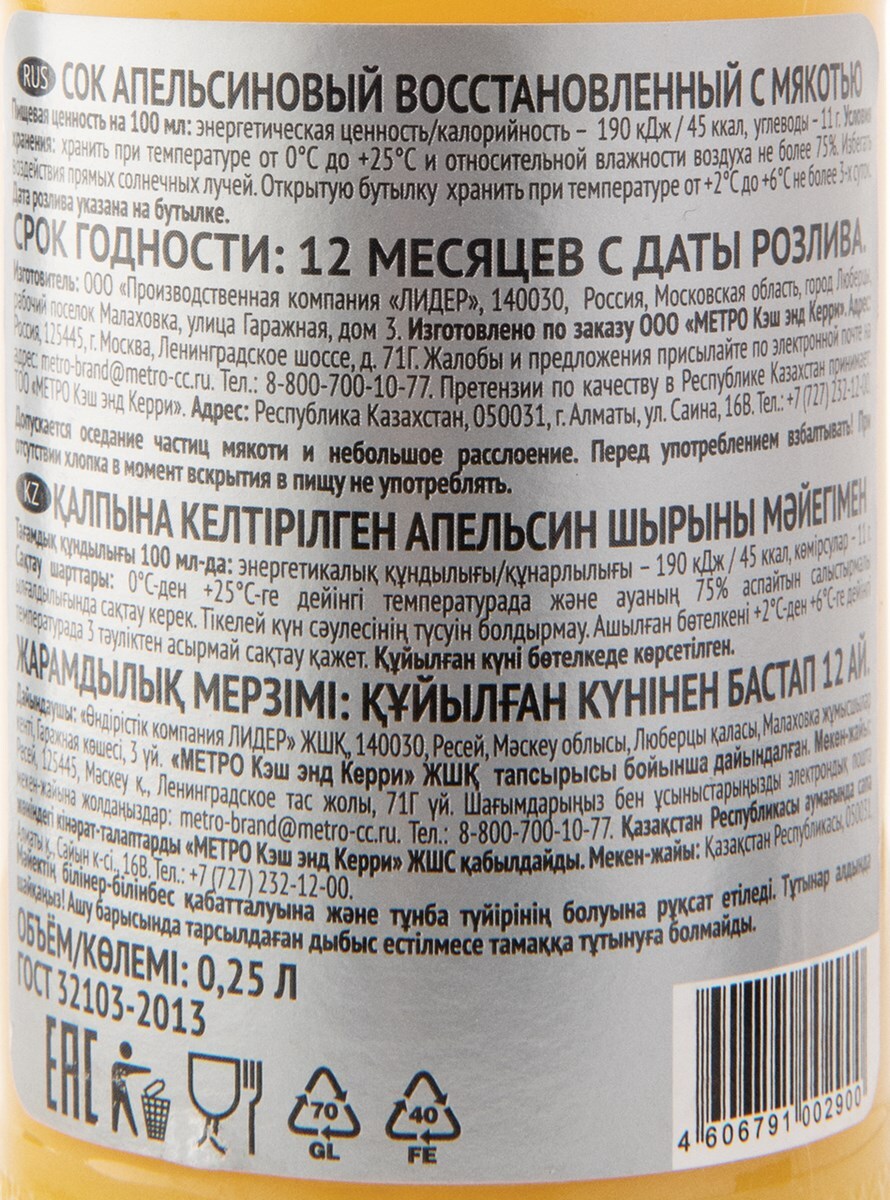 RUS СОК АПЕЛЬСИНОВЫЙ ВОССТАНОВЛЕННЫЙ С МЯКОТЬЮ
Пищевая ценность на 100 мл: энергетическая ценность/калорийность – 190 кДж / 45 ккал, углеводы - 11 г. Условия
хранения: хранить при температуре от 0°С до +25°С и относительной влажности воздуха не более 75%. Избегать
воздействия прямых солнечных лучей. Открытую бутылку хранить при температуре от +2°С до +6°С не более 3-х суток.
Дата розлива указана на бутылке.
СРОК ГОДНОСТИ: 12 МЕСЯЦЕВ С ДАТЫ РОЗЛИВА.
Изготовитель: ООО «Производственная компания «ЛИДЕР», 140030, Россия, Московская область, город Люберцы,
рабочий поселок Малаховка, улица Гаражная, дом 3. Изготовлено по заказу ООО «МЕТРО Кэш энд Керри». Адрес:
Россия, 125445, г. Москва, Ленинградское шоссе, д. 71Г. Жалобы и предложения присылайте по электронной почте на
адрес: metro-brand@metro-cc.ru. Тел.: 8-800-700-10-77. Претензии по качеству в Республике Казахстан принимает
ТОО «МЕТРО Кэш энд Керри». Адрес: Республика Казахстан, 050031, г. Алматы, ул. Саина, 16В. Тел.: +7 (727) 232-12-00.
Допускается оседание частиц мякоти и небольшое расслоение. Перед употреблением взбалтывать! При
отсутствии хлопка в момент вскрытия в пищу не употреблять.
KZ ҚАЛПЫНА КЕЛТІРІЛГЕН АПЕЛЬСИН ШЫРЫНЫ МӘЙЕГІМЕН
Тағамдық құндылығы 100 мл-да: энергетикалық құндылығы/құнарлылығы – 190 кДж / 45 ккал, көмірсулар - 11 г.
Сақтау шарттары: 0°С-ден +25°С-ге дейінгі температурада және ауаның 75% аспайтын салыстырмалы
ылғалдылығында сақтау керек. Тікелей күн сәулесінің түсуін болдырмау. Ашылған бөтелкені +2°С-ден +6°С-ге дейінгі
температурада 3 тәуліктен асырмай сақтау қажет. Құйылған күні бөтелкеде көрсетілген.
ЖАРАМДЫЛЫҚ МЕРЗІМІ: ҚҰЙЫЛҒАН КҮНІНЕН БАСТАП 12 АЙ.
Дайындаушы: «Өндірістік компания ЛИДЕР» ЖШҚ, 140030, Ресей, Мәскеу облысы, Люберцы қаласы, Малаховка жұмысшылар
кенті, Гаражная көшесі, 3 үй. «МЕТРО Кэш энд Керри» ЖШҚ тапсырысы бойынша дайындалған. Мекен-жайы:
Ресей, 125445, Мәскеу қ., Ленинградское тас жолы, 71Г үй. Шағымдарыңыз бен ұсыныстарыңызды электрондық пошта
мекен-жайына жолдаңыздар: metro-brand@metro-cc.ru. Тел.: 8-800-700-10-77. Қазақстан Республикасы аумағында сапа
жөніндегі кінәрат-талаптарды «МЕТРО Кэш энд Керри» ЖШС қабылдайды. Мекен-жайы: Қазақстан Республикасы, 050031,
Алматы қ., Сайын к-сі, 16В. Тел.: +7 (727) 232-12-00.
Мәйектің білінер-білінбес қабатталуына және тұнба түйірінің болуына рұқсат етіледі. Тұтынар алдында
шайқаңыз! Ашу барысында тарсылдаған дыбыс естілмесе тамаққа тұтынуға болмайды.
ОБЪЁМ/КӨЛЕМІ: 0,25 Л
ГОСТ 32103-2013
EAC
70
GL
40
FE
4 606791 002900